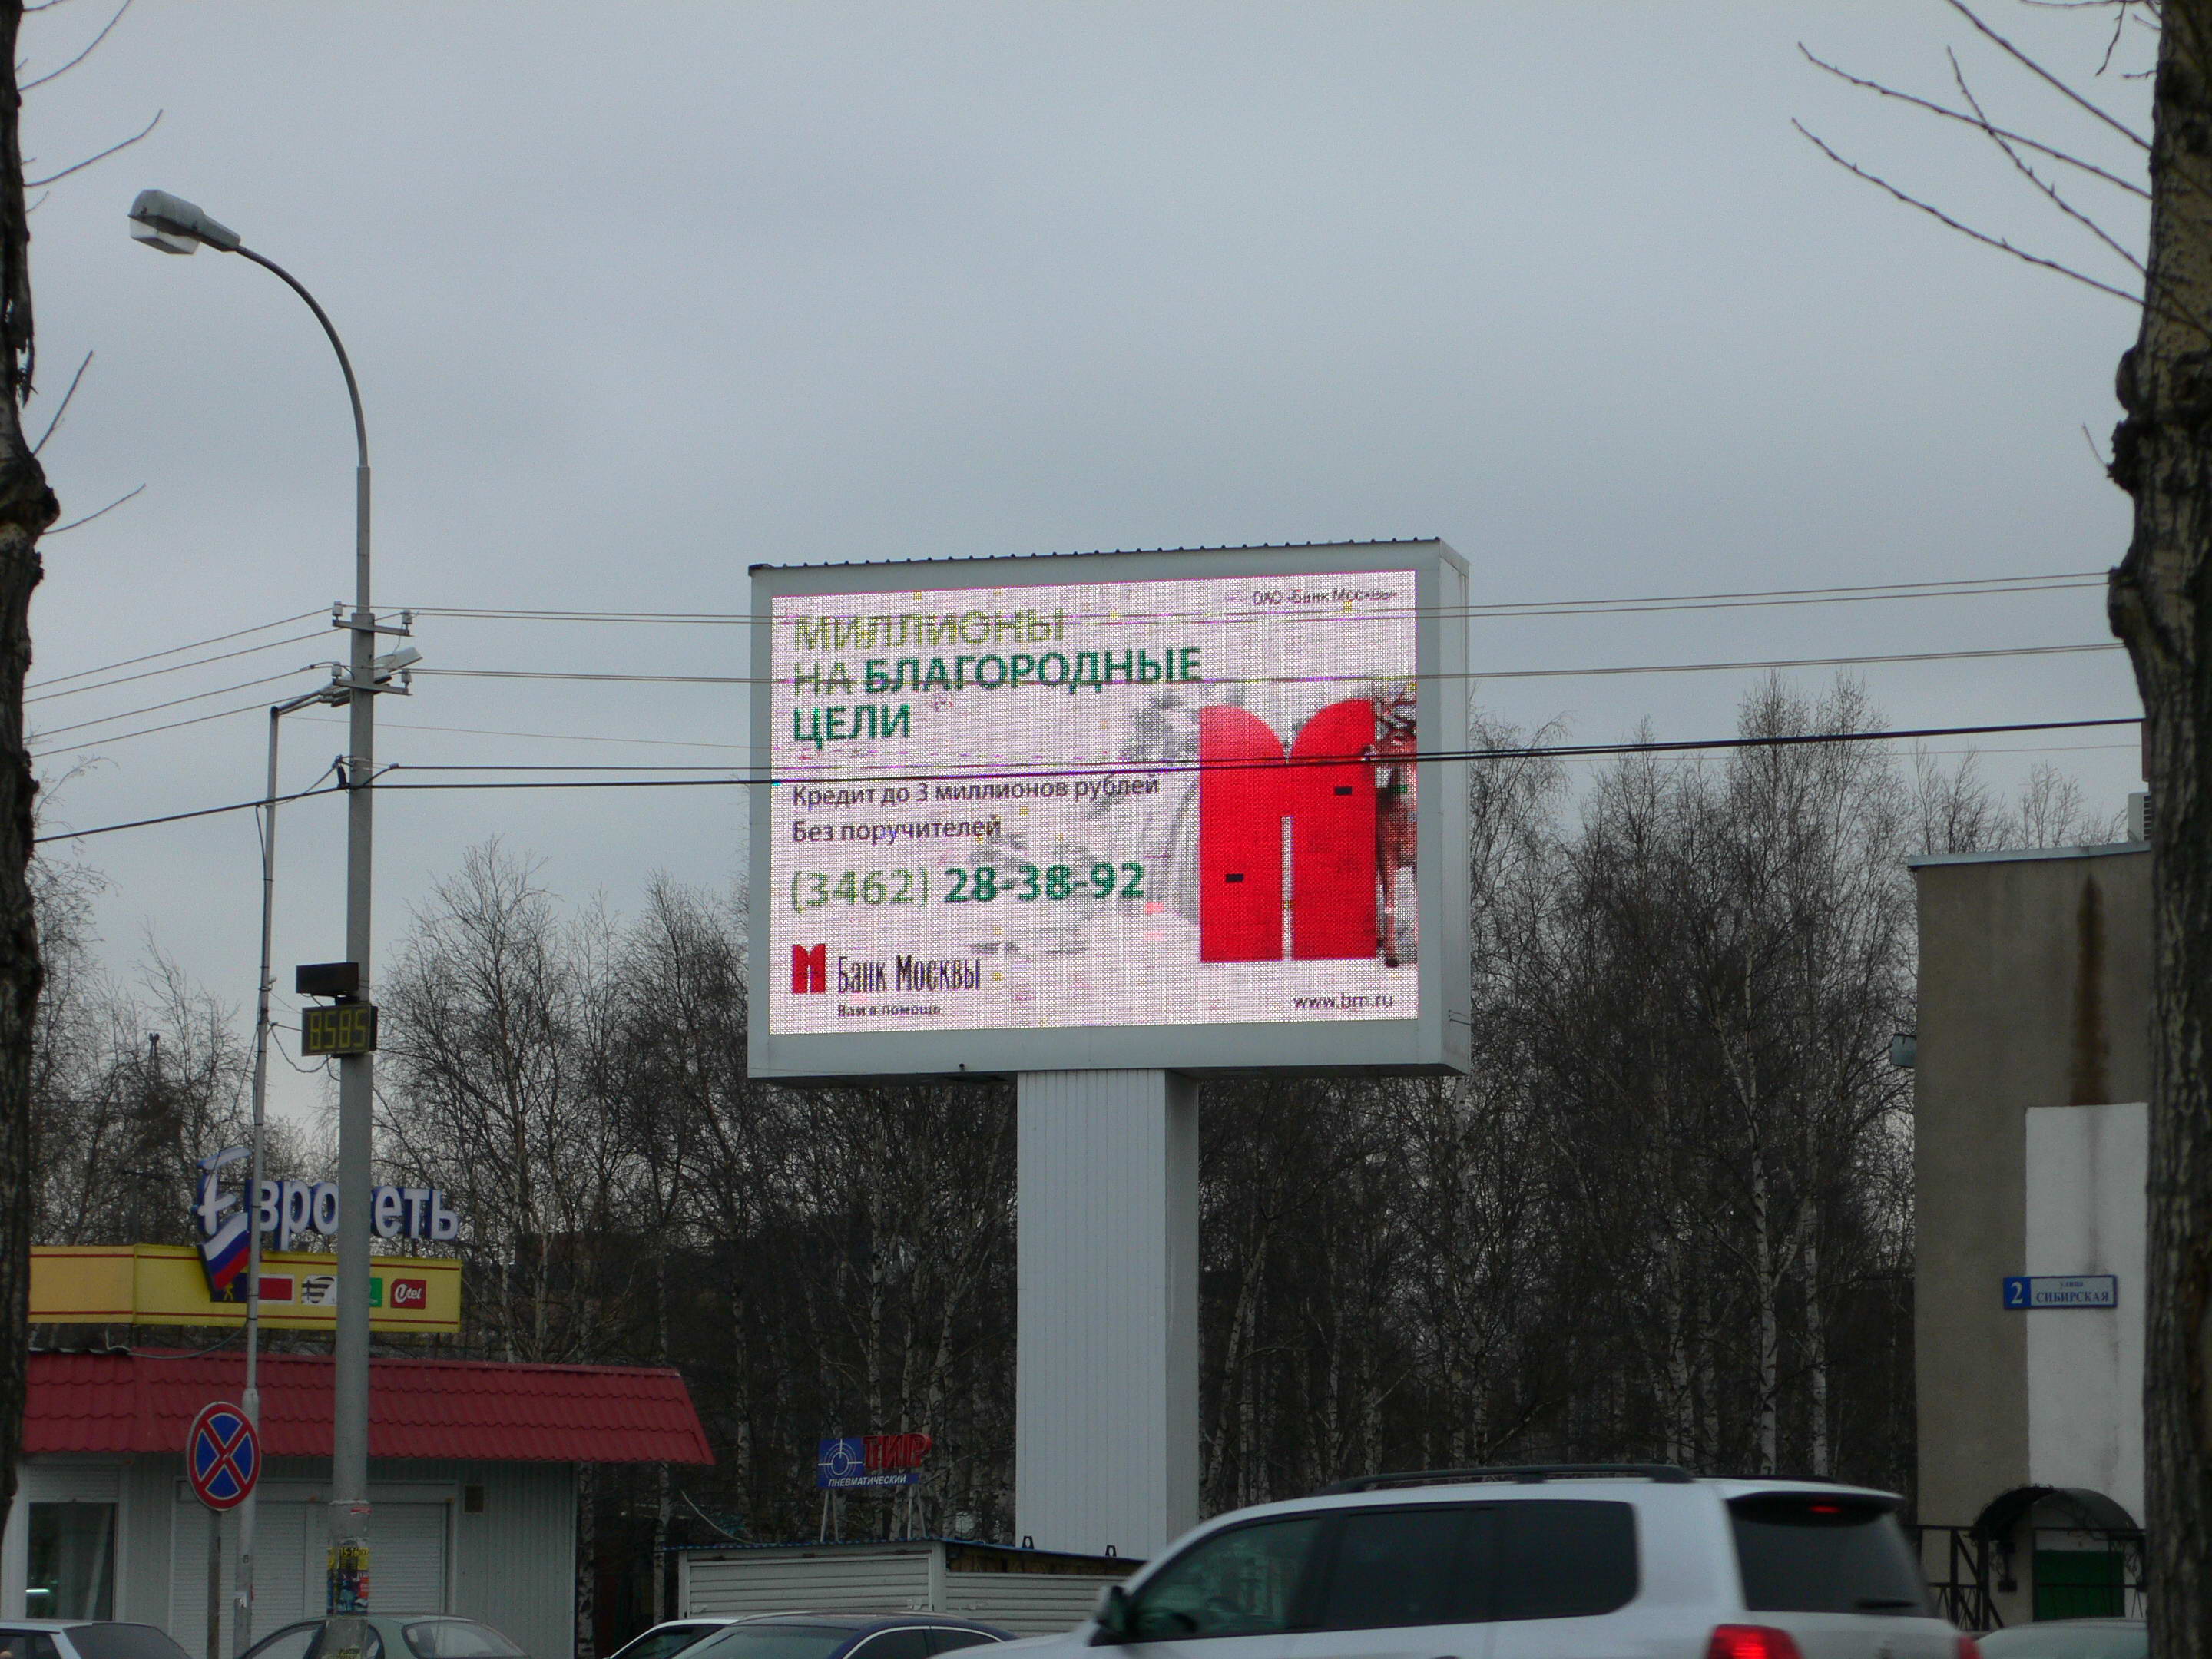 ОАО «Банк Москвы»
МИЛЛИОНЫ
НА БЛАГОРОДНЫЕ
ЦЕЛИ
Кредит до 3 миллионов рублей
Без поручителей
(3462) 28-38-92
Банк Москвы
Вам в помощь
www.bm.ru
8585
Евросеть
Utel
2
улица
СИБИРСКАЯ
ТИР
ПНЕВМАТИЧЕСКИЙ